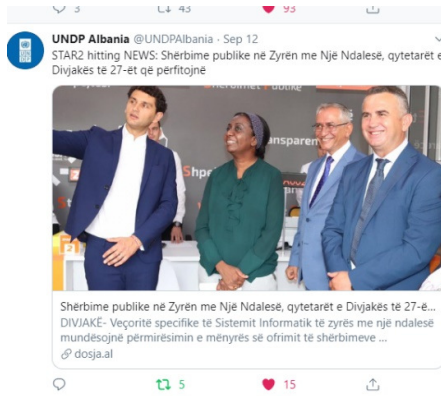 3 43 93
UNDP Albania @UNDPAlbania · Sep 12
STAR2 hitting NEWS: Shërbime publike në Zyrën me Një Ndalesë, qytetarët e
Divjakës të 27-ët që përfitojnë
Publike
ansparen
Shpe
Shërbime publike në Zyrën me Një Ndalesë, qytetarët e Divjakës të 27-ë...
DIVJAKË- Veçoritë specifike të Sistemit Informatik të zyrës me një ndalesë
mundësojnë përmirësimin e mënyrës së ofrimit të shërbimeve ...
dosja.al
5 15